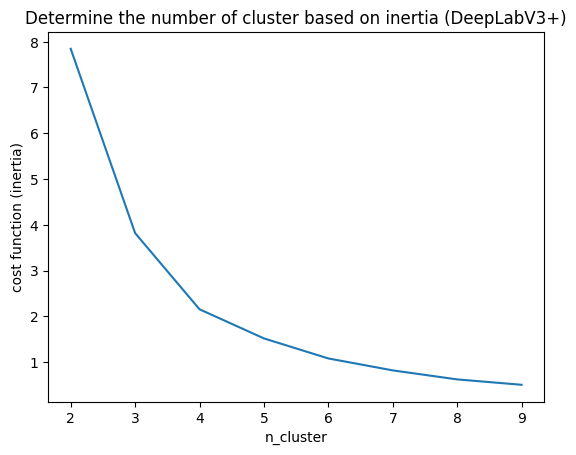 Determine the number of cluster based on inertia (DeepLabV3+)
8
7
6
5
4
3
2
1
cost function (inertia)
2 3 4 5 6 7 8 9
n_cluster